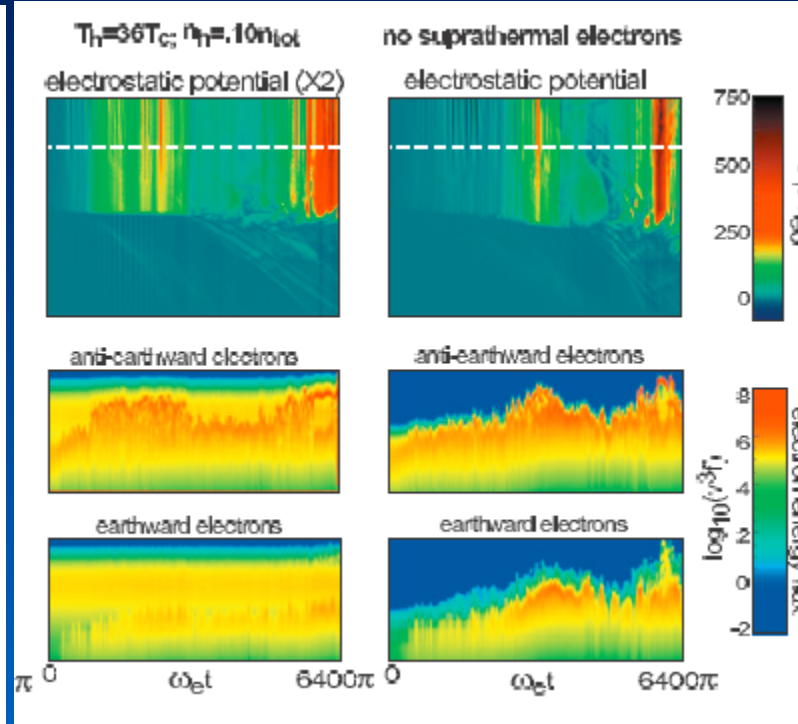 Tₕ=36T꜀; nₕ=.10nₜₒₜ
no suprathermal electrons
electrostatic potential (X2)
electrostatic potential
750
500
250
0
anti-earthward electrons
anti-earthward electrons
earthward electrons
earthward electrons
8
6
4
2
0
-2
log₁₀(v³f)
π 0
ωₑt
6400π
0
ωₑt
6400π